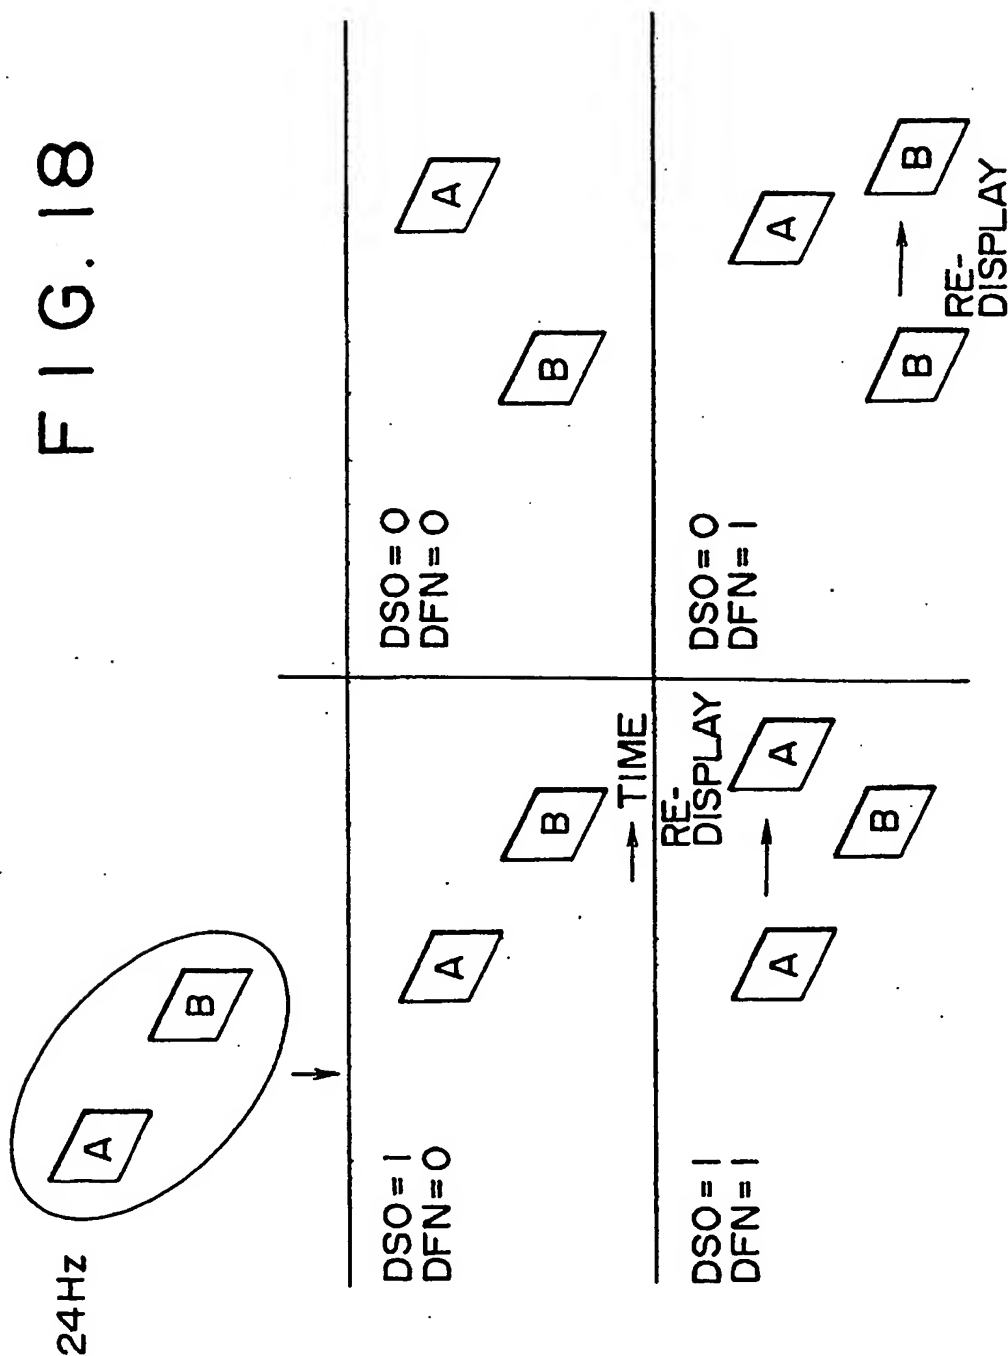 FIG. 18
24Hz
A
B
DSO=1
DFN=0
A
B
TIME
DSO=0
DFN=0
B
A
DSO=1
DFN=1
A
B
RE-
DISPLAY
A
DSO=0
DFN=1
B
A
RE-
DISPLAY
B